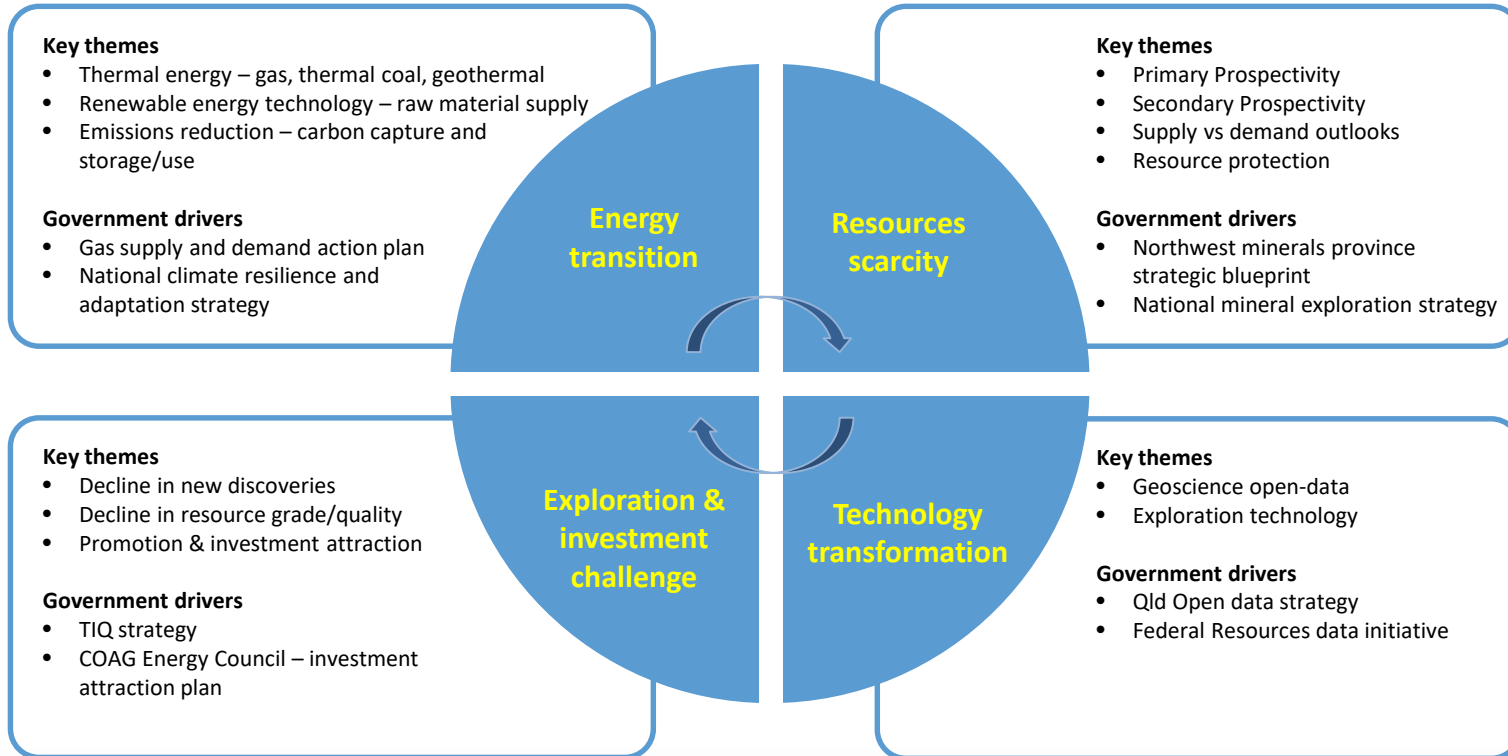 Key themes
• Thermal energy – gas, thermal coal, geothermal
• Renewable energy technology – raw material supply
• Emissions reduction – carbon capture and
storage/use
Government drivers
• Gas supply and demand action plan
• National climate resilience and
adaptation strategy
Energy
transition
Key themes
• Primary Prospectivity
• Secondary Prospectivity
• Supply vs demand outlooks
• Resource protection
Government drivers
• Northwest minerals province
strategic blueprint
• National mineral exploration strategy
Resources
scarcity
Key themes
• Decline in new discoveries
• Decline in resource grade/quality
• Promotion & investment attraction
Government drivers
• TIQ strategy
• COAG Energy Council – investment
attraction plan
Exploration &
investment
challenge
Technology
transformation
Key themes
• Geoscience open-data
• Exploration technology
Government drivers
• Qld Open data strategy
• Federal Resources data initiative